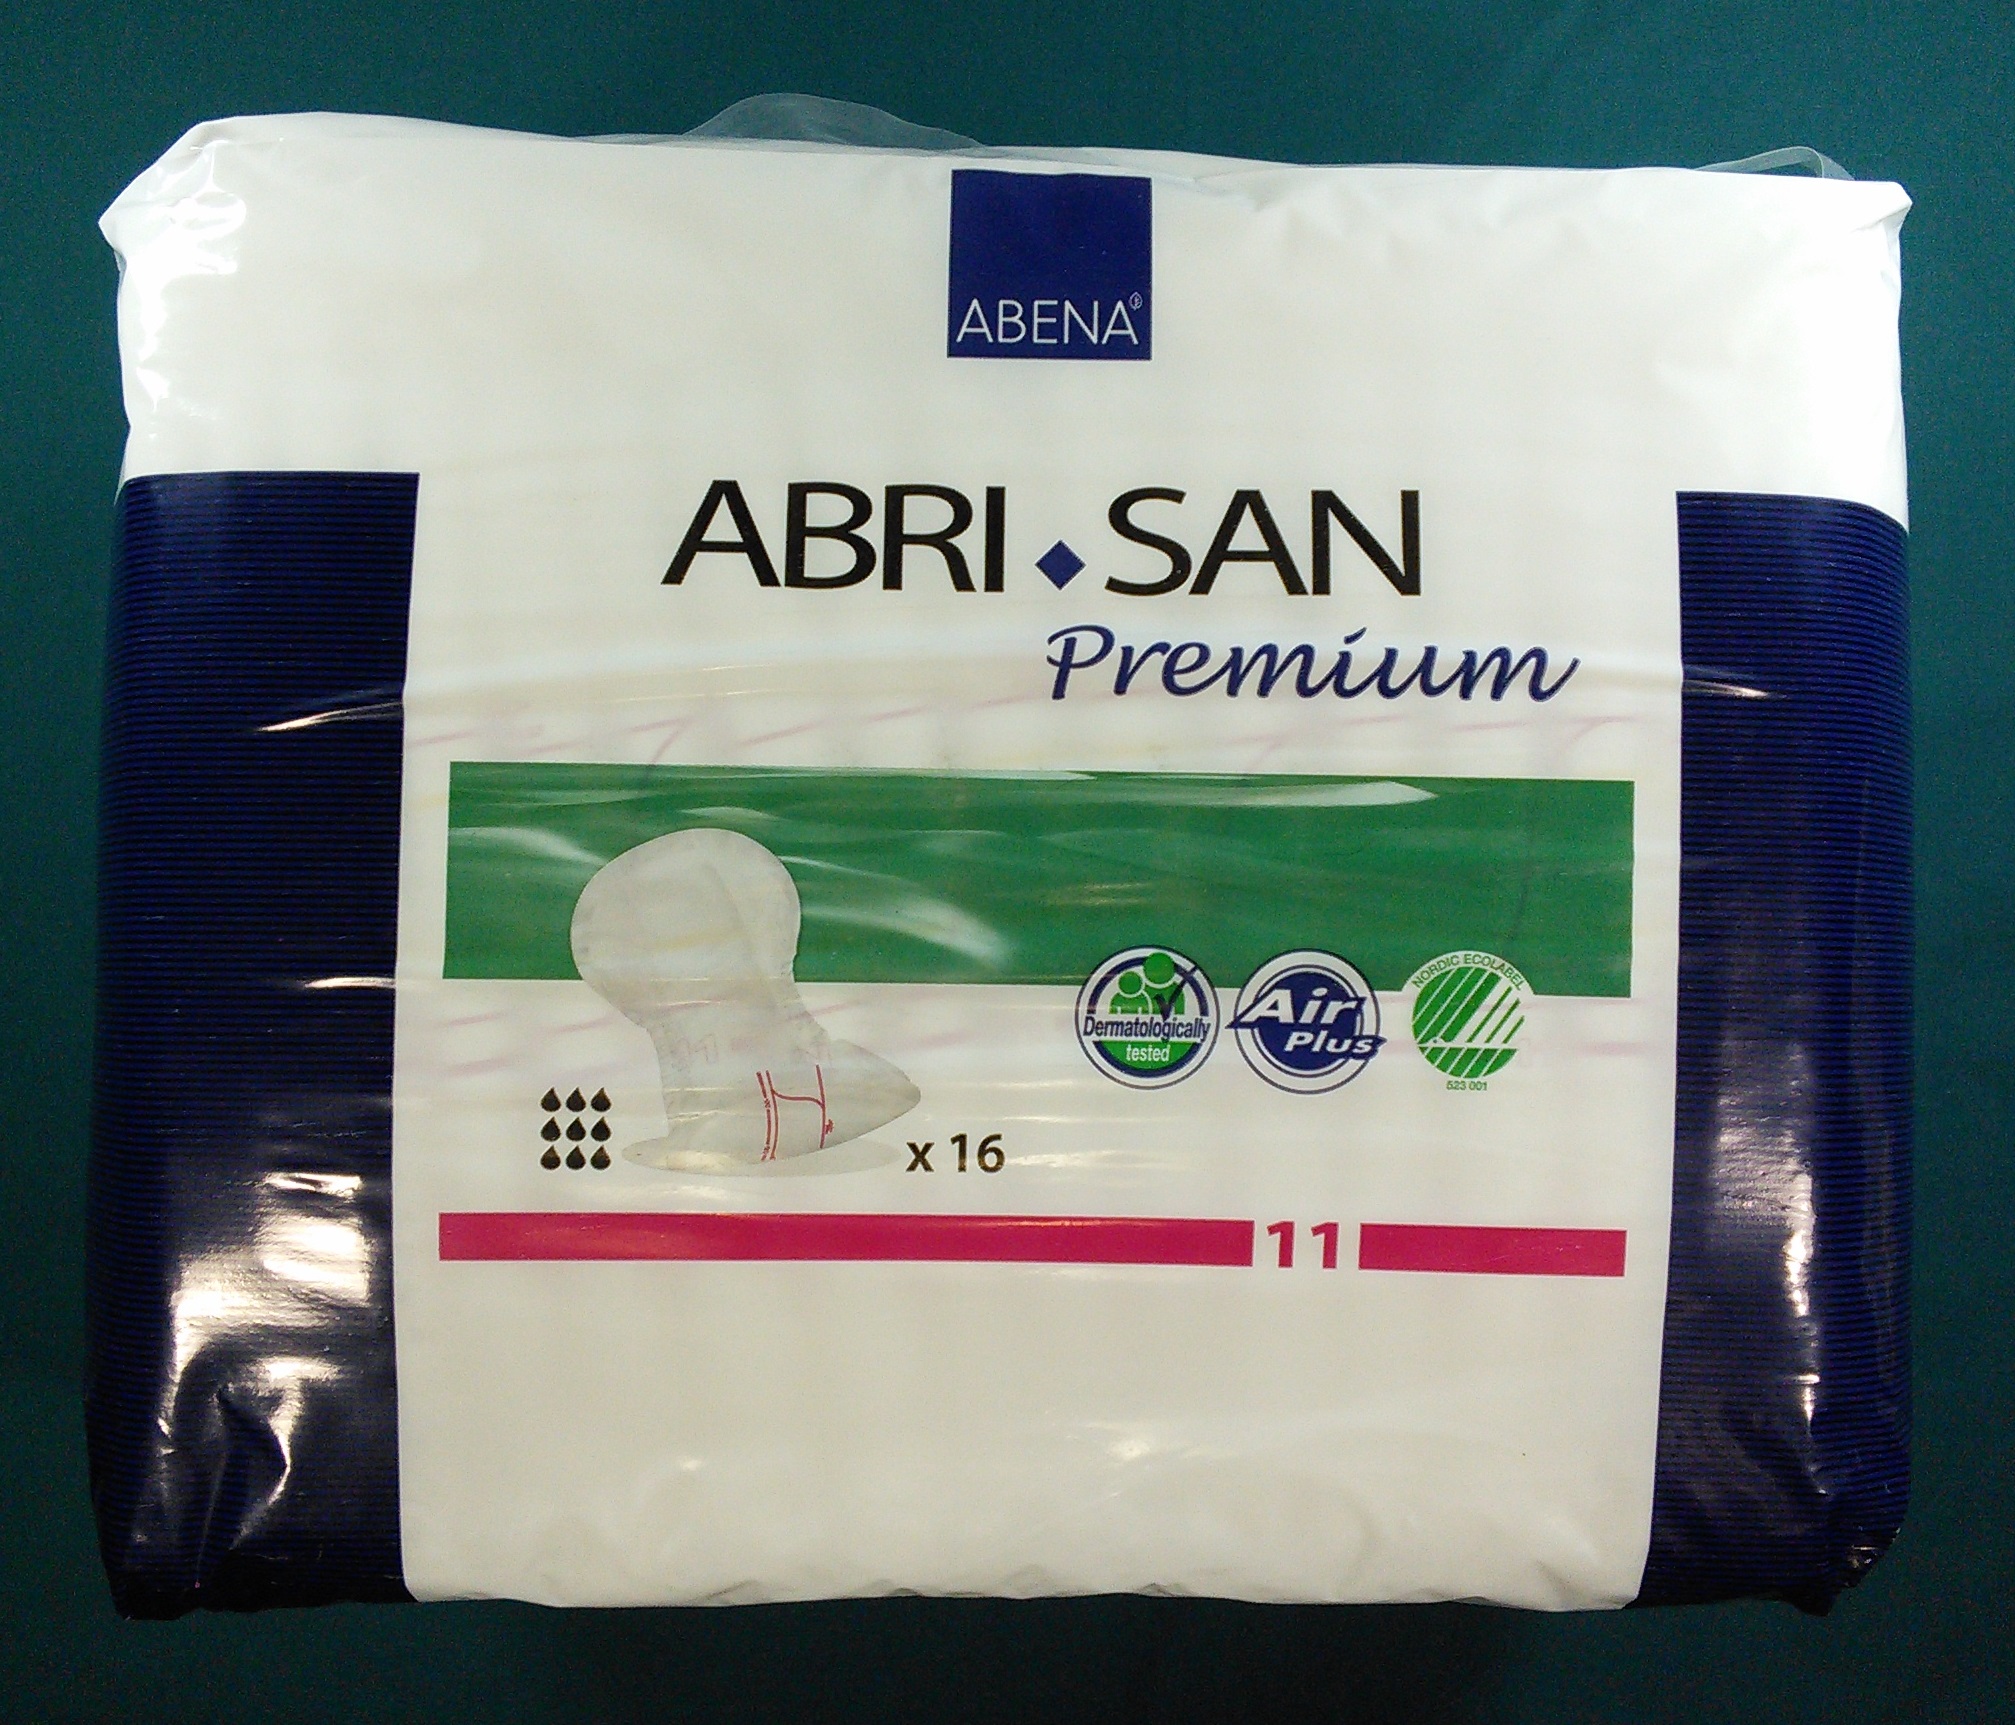 ABENA
ABRI SAN
Premium
Dermatologically
tested
Air
Plus
NORDIC ECOLABEL
523 001
x 16
11